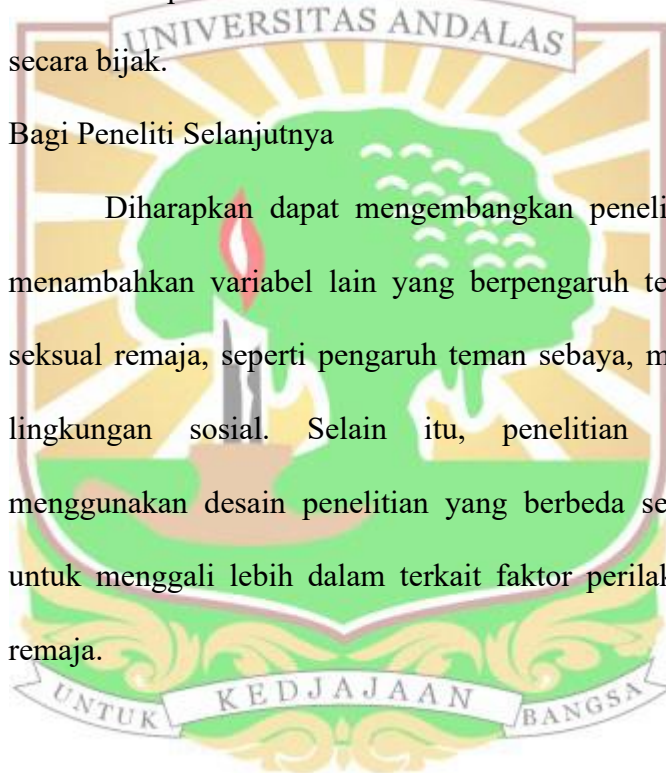 UNIVERSITAS ANDALAS
secara bijak.
Bagi Peneliti Selanjutnya
Diharapkan dapat mengembangkan peneli
menambahkan variabel lain yang berpengaruh te
seksual remaja, seperti pengaruh teman sebaya, m
lingkungan sosial. Selain itu, penelitian
menggunakan desain penelitian yang berbeda se
untuk menggali lebih dalam terkait faktor perilak
remaja.
UNTUK KEDJAJAAN BANGSA